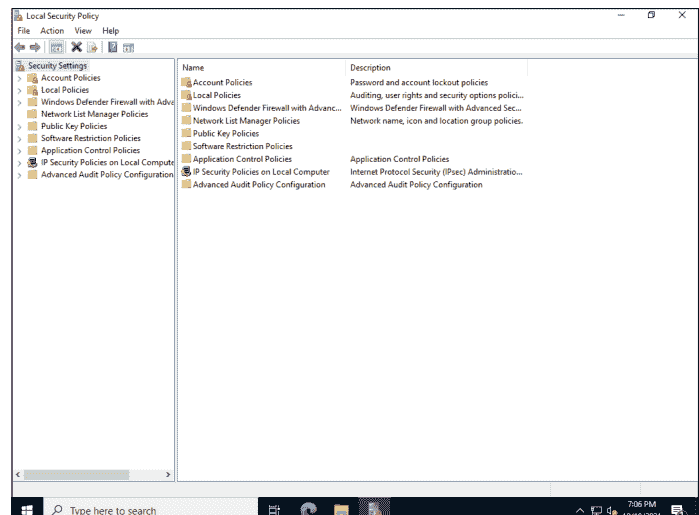 Local Security Policy
File Action View Help
Security Settings
Account Policies
Local Policies
Windows Defender Firewall with Adva
Network List Manager Policies
Public Key Policies
Software Restriction Policies
Application Control Policies
IP Security Policies on Local Compute
Advanced Audit Policy Configuration
Name Description
Account Policies Password and account lockout policies
Local Policies Auditing, user rights and security options polici...
Windows Defender Firewall with Advanc... Windows Defender Firewall with Advanced Sec...
Network List Manager Policies Network name, icon and location group policies.
Public Key Policies
Software Restriction Policies
Application Control Policies Application Control Policies
IP Security Policies on Local Computer Internet Protocol Security (IPsec) Administratio...
Advanced Audit Policy Configuration Advanced Audit Policy Configuration
Type here to search
7:06 PM